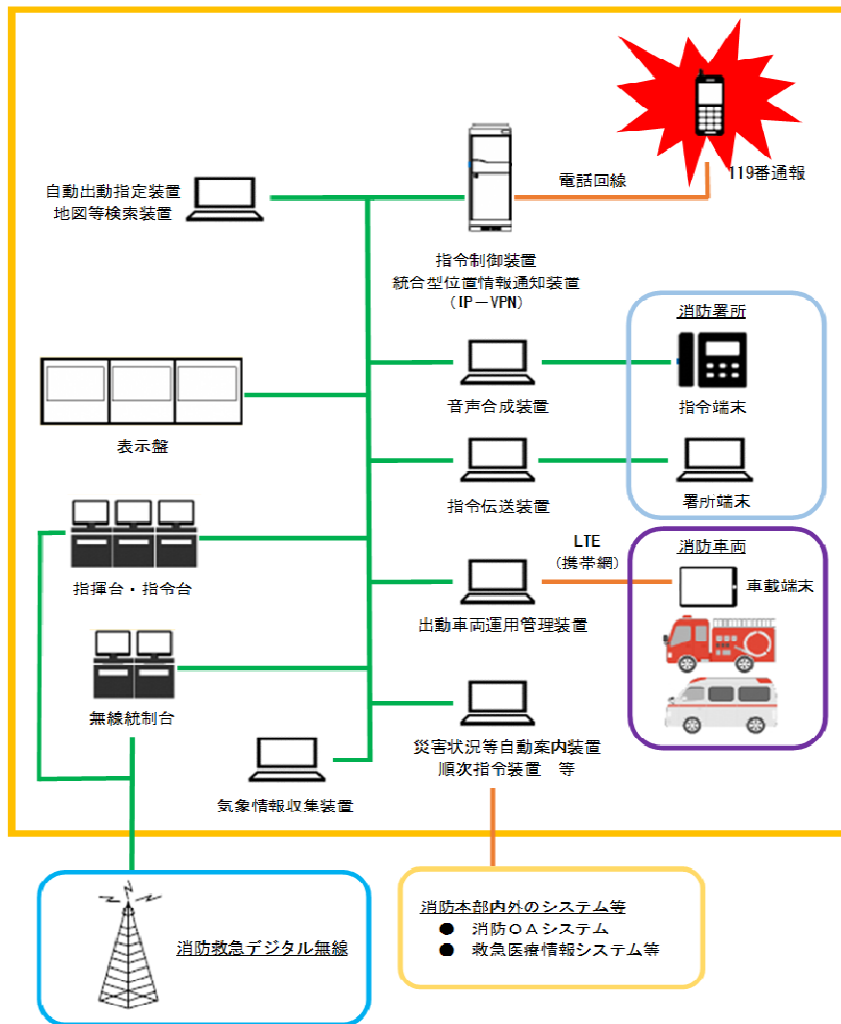 119番通報
電話回線
自動出動指定装置
地図等検索装置
指令制御装置
統合型位置情報通知装置
(IP-VPN)
消防署所
音声合成装置
指令端末
表示盤
指令伝送装置
署所端末
LTE
(携帯網)
消防車両
車載端末
指揮台・指令台
出動車両運用管理装置
無線統制台
災害状況等自動案内装置
順次指令装置 等
気象情報収集装置
消防救急デジタル無線
消防本部内外のシステム等
● 消防OAシステム
● 救急医療情報システム等